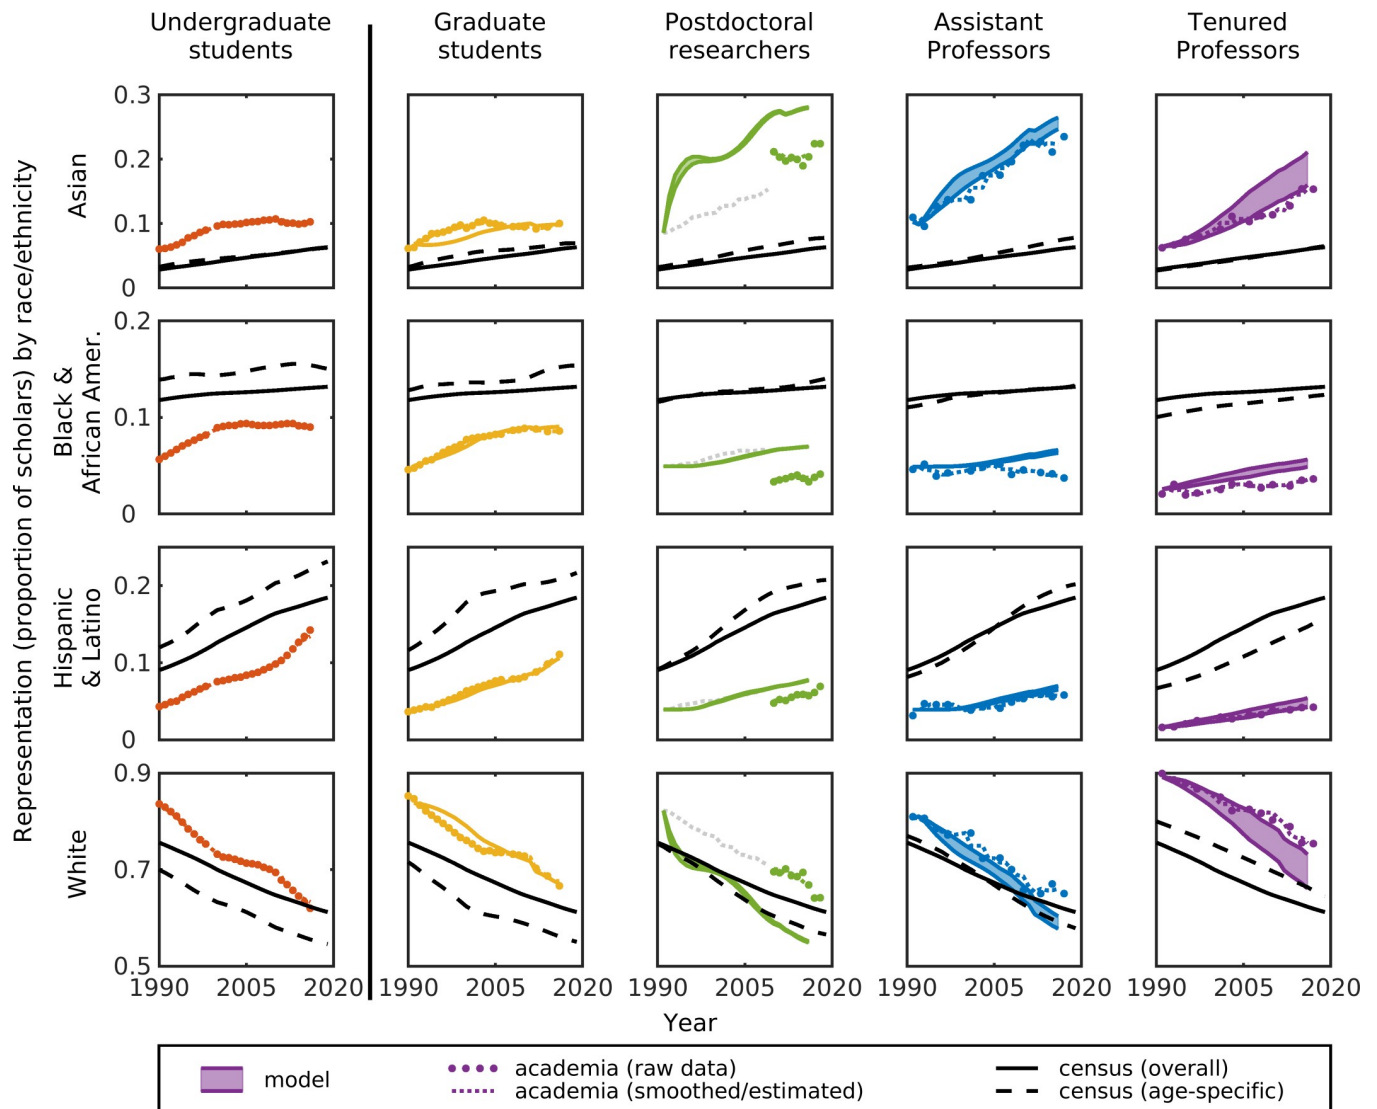 Undergraduate students
Graduate students
Postdoctoral researchers
Assistant Professors
Tenured Professors
Representation (proportion of scholars) by race/ethnicity
Asian
0.3
0.2
0.1
0
Black &
African Amer.
0.2
0.1
0
Hispanic
& Latino
0.2
0.1
0
White
0.9
0.7
0.5
1990 2005 2020
1990 2005 2020
1990 2005 2020
1990 2005 2020
1990 2005 2020
Year
model
academia (raw data)
academia (smoothed/estimated)
census (overall)
census (age-specific)